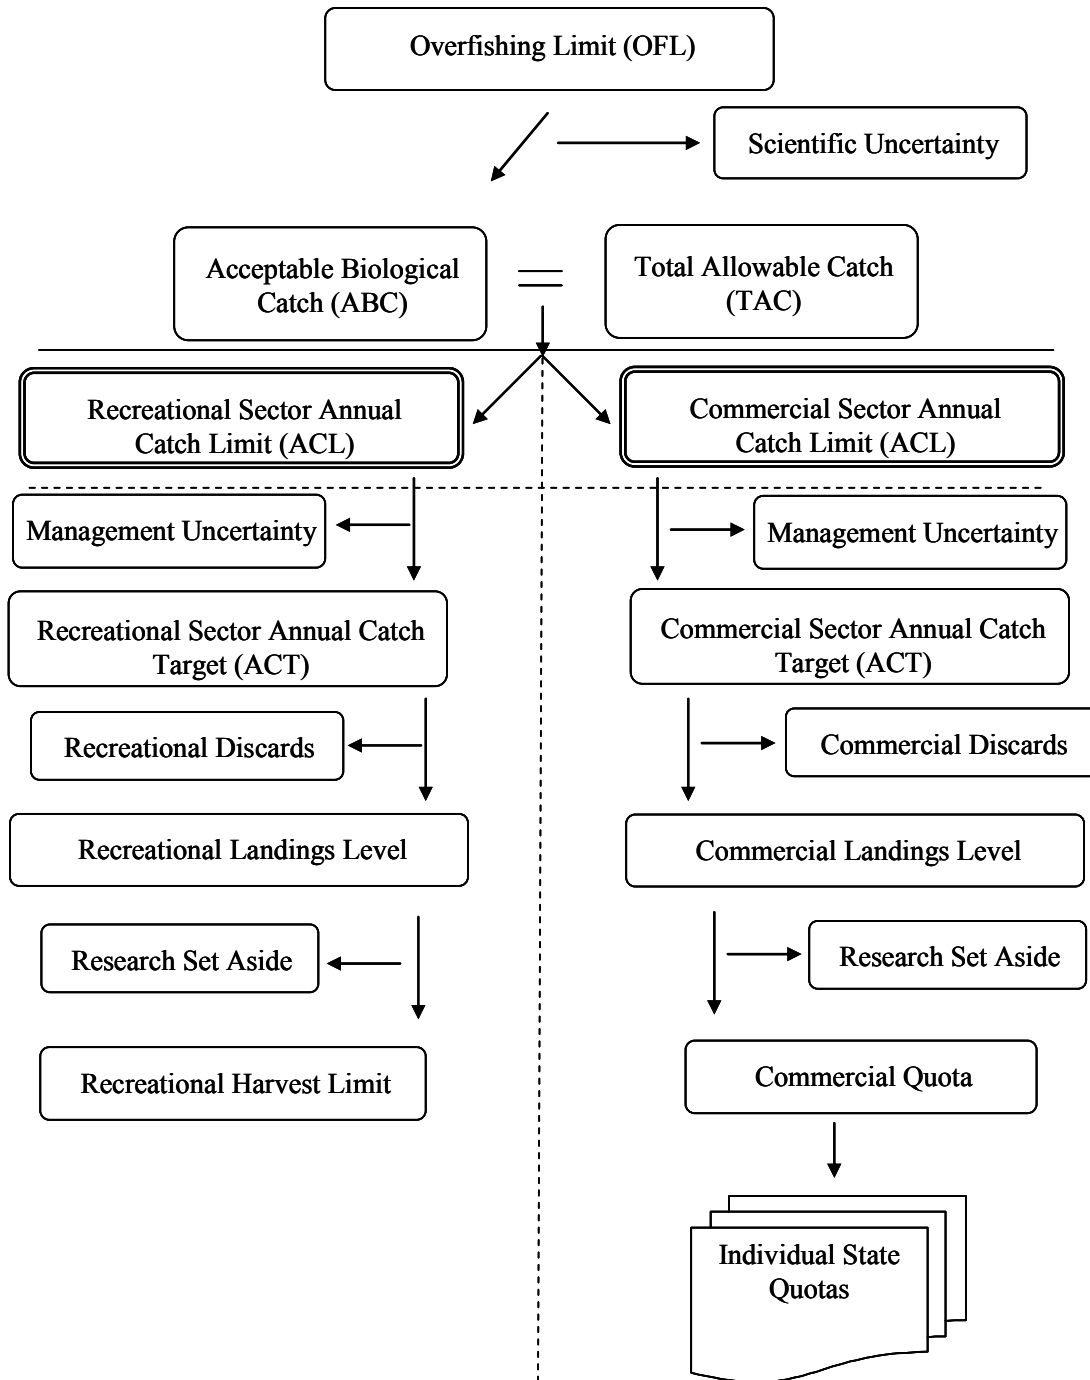 Overfishing Limit (OFL)
Scientific Uncertainty
Acceptable Biological
Catch (ABC)
Total Allowable Catch
(TAC)
Recreational Sector Annual
Catch Limit (ACL)
Commercial Sector Annual
Catch Limit (ACL)
Management Uncertainty
Management Uncertainty
Recreational Sector Annual Catch
Target (ACT)
Commercial Sector Annual Catch
Target (ACT)
Recreational Discards
Commercial Discards
Recreational Landings Level
Commercial Landings Level
Research Set Aside
Research Set Aside
Recreational Harvest Limit
Commercial Quota
Individual State
Quotas